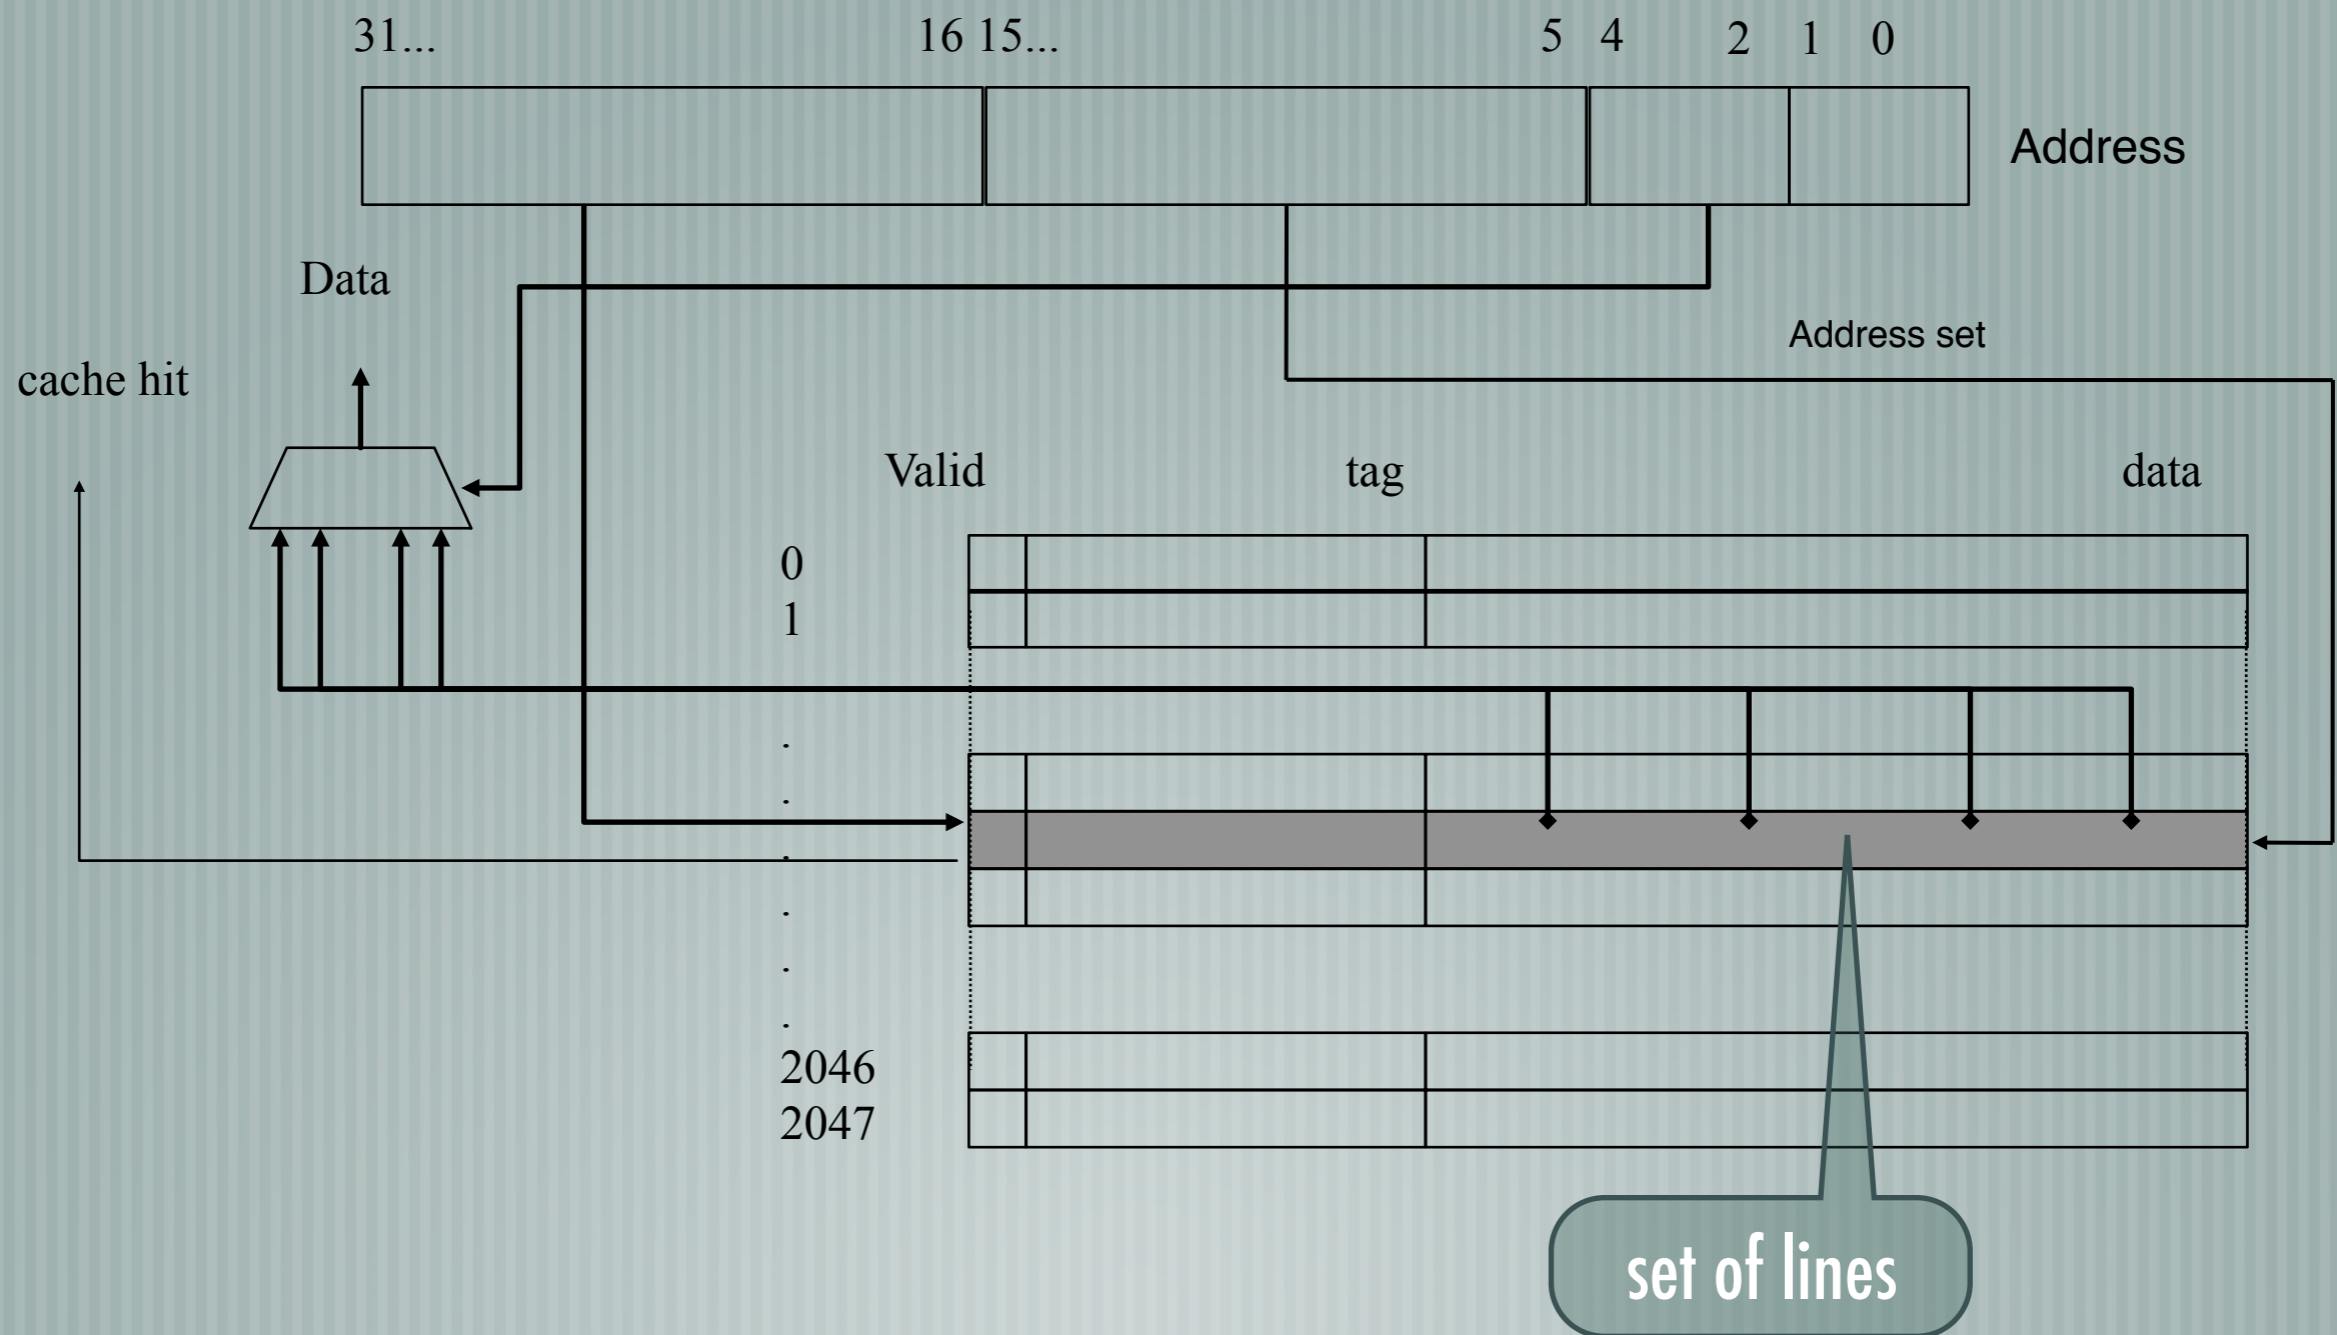 31... 16 15... 5 4 2 1 0
Address
Data
Address set
cache hit
Valid tag data
0
1
.
.
.
.
.
.
2046
2047
set of lines